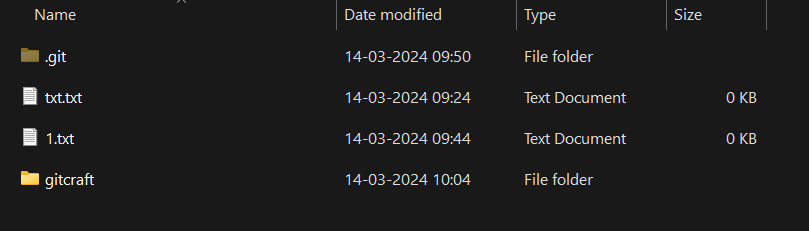 Name Date modified Type Size
.git 14-03-2024 09:50 File folder
txt.txt 14-03-2024 09:24 Text Document 0 KB
1.txt 14-03-2024 09:44 Text Document 0 KB
gitcraft 14-03-2024 10:04 File folder